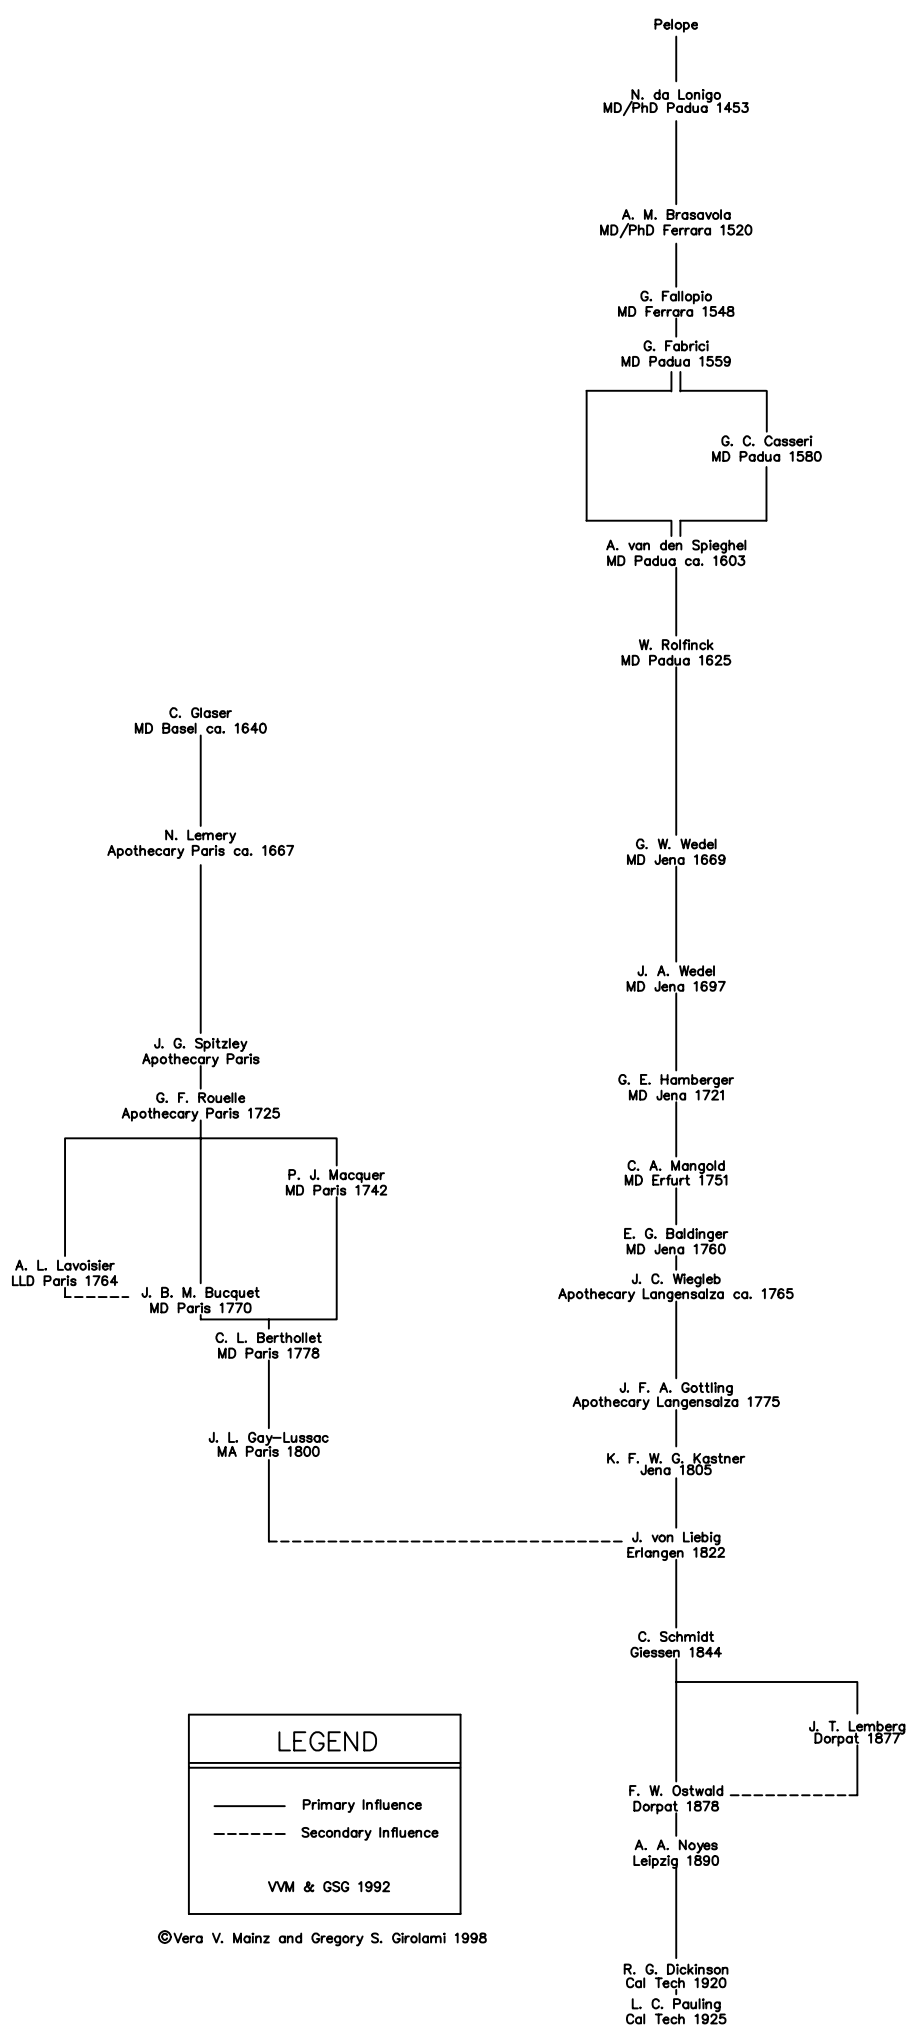 Pelope
N. da Lonigo
MD/PhD Padua 1453
A. M. Brasavola
MD/PhD Ferrara 1520
G. Fallopio
MD Ferrara 1548
G. Fabrici
MD Padua 1559
G. C. Casseri
MD Padua 1580
A. van den Spieghel
MD Padua ca. 1603
W. Rolfinck
MD Padua 1625
C. Glaser
MD Basel ca. 1640
N. Lemery
Apothecary Paris ca. 1667
G. W. Wedel
MD Jena 1669
J. A. Wedel
MD Jena 1697
J. G. Spitzley
Apothecary Paris
G. E. Hamberger
MD Jena 1721
G. F. Rouelle
Apothecary Paris 1725
C. A. Mangold
MD Erfurt 1751
P. J. Macquer
MD Paris 1742
E. G. Baldinger
MD Jena 1760
A. L. Lavoisier
LLD Paris 1764
J. C. Wiegleb
Apothecary Langensalza ca. 1765
J. B. M. Bucquet
MD Paris 1770
C. L. Berthollet
MD Paris 1778
J. F. A. Gottling
Apothecary Langensalza 1775
J. L. Gay-Lussac
MA Paris 1800
K. F. W. G. Kastner
Jena 1805
J. von Liebig
Erlangen 1822
C. Schmidt
Giessen 1844
J. T. Lemberg
Dorpat 1877
F. W. Ostwald
Dorpat 1878
A. A. Noyes
Leipzig 1890
LEGEND
Primary Influence
Secondary Influence
VVM & GSG 1992
©Vera V. Mainz and Gregory S. Girolami 1998
R. G. Dickinson
Cal Tech 1920
L. C. Pauling
Cal Tech 1925